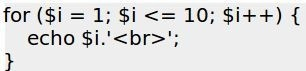 for ($i = 1; $i <= 10; $i++) {
echo $i.'<br>';
}